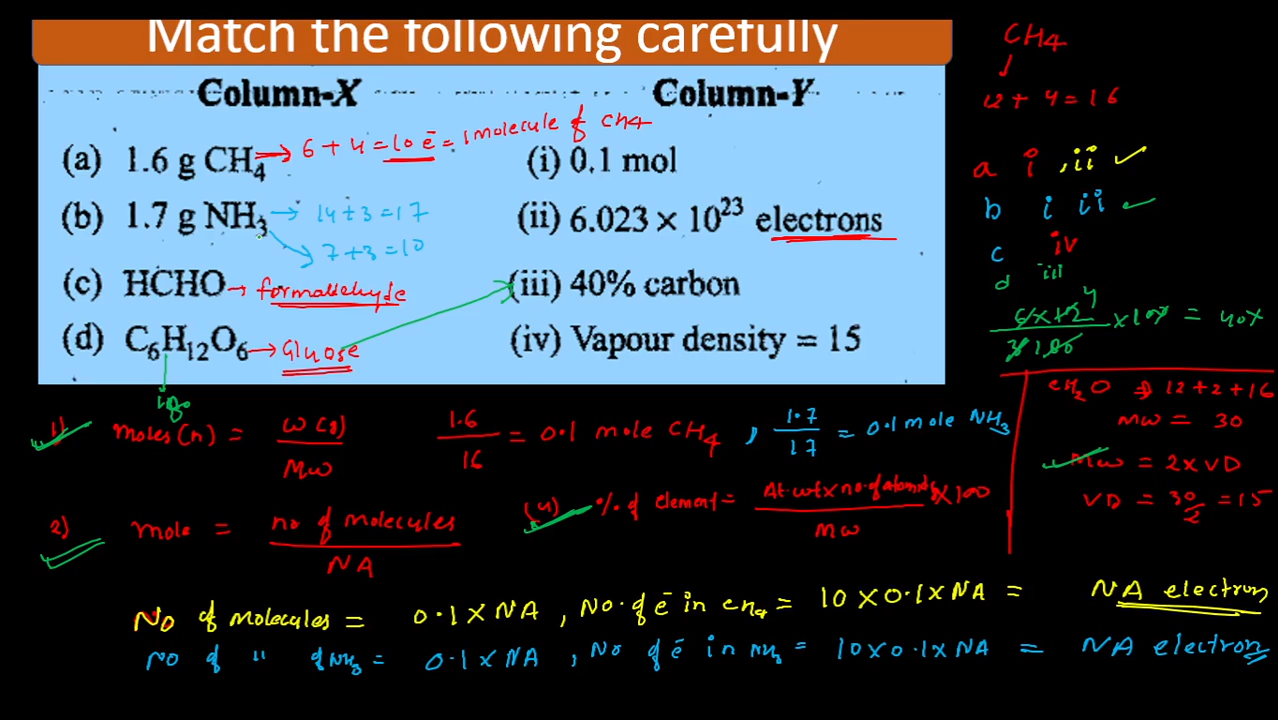 Match the following carefully
Column-X Column-Y
(a) 1.6 g CH4 → 6 + 4 = 10 e⁻ = 1 molecule of CH4
(i) 0.1 mol
(b) 1.7 g NH3 → 14+3=17
→ 7+3=10
(ii) 6.023 × 10²³ electrons
(c) HCHO → formaldehyde
(iii) 40% carbon
(d) C6H12O6 → Glucose
(iv) Vapour density = 15
CH4
↓
12 + 4 = 16
a i , ii ✓
b i ii ✓
c iv
d iii
= 40%
CH2O ⇒ 12+2+16
MW = 30
MW = 2 x VD
VD = 30/2 = 15
1) moles(n) = w(g)/MW 1.6/16 = 0.1 mole CH4 , 1.7/17 = 0.1 mole NH3
2) mole = no of molecules/NA
(4) % of element = At.wt x no.of atoms/MW x 100
No of molecules = 0.1 X NA , No. of e⁻ in CH4 = 10 X 0.1 X NA = NA electron
No of " of NH3 = 0.1 X NA , No of e⁻ in NH3 = 10 X 0.1 X NA = NA electron